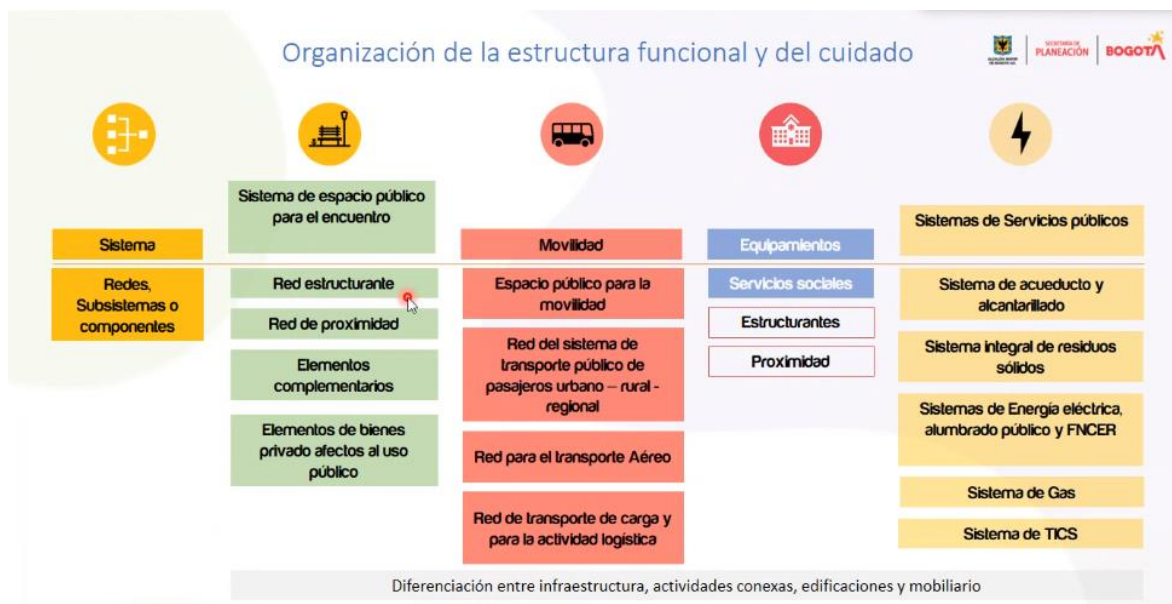 Organización de la estructura funcional y del cuidado
SECRETARÍA DE
PLANEACIÓN
BOGOTÁ
Sistema
Redes,
Subsistemas o
componentes
Sistema de espacio público
para el encuentro
Red estructurante
Red de proximidad
Elementos
complementarios
Elementos de bienes
privado afectos al uso
público
Movilidad
Espacio público para la
movilidad
Red del sistema de
transporte público de
pasajeros urbano – rural -
regional
Red para el transporte Aéreo
Red de transporte de carga y
para la actividad logística
Equipamientos
Servicios sociales
Estructurantes
Proximidad
Sistemas de Servicios públicos
Sistema de acueducto y
alcantarillado
Sistema integral de residuos
sólidos
Sistemas de Energía eléctrica,
alumbrado público y FNCER
Sistema de Gas
Sistema de TICS
Diferenciación entre infraestructura, actividades conexas, edificaciones y mobiliario